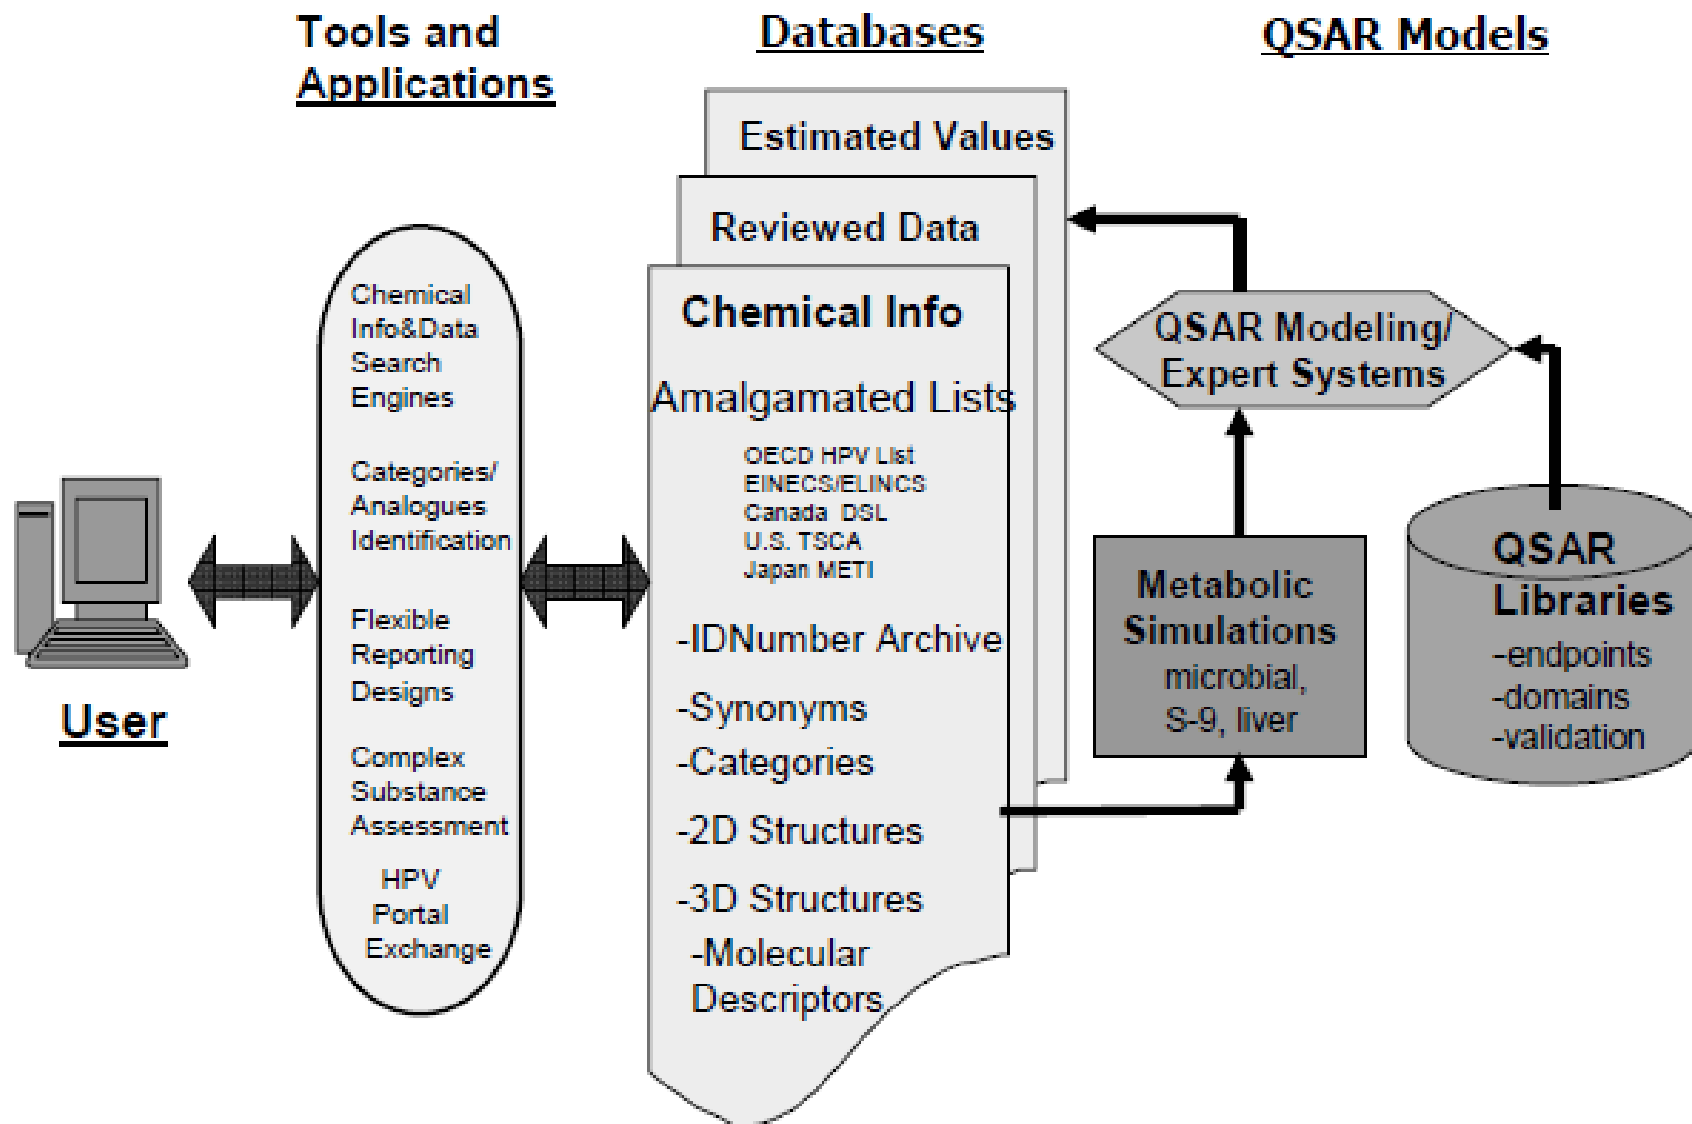 Tools and
Applications
Databases
QSAR Models
User
Chemical
Info&Data
Search
Engines
Categories/
Analogues
Identification
Flexible
Reporting
Designs
Complex
Substance
Assessment
HPV
Portal
Exchange
Estimated Values
Reviewed Data
Chemical Info
Amalgamated Lists
OECD HPV List
EINECS/ELINCS
Canada DSL
U.S. TSCA
Japan METI
-IDNumber Archive
-Synonyms
-Categories
-2D Structures
-3D Structures
-Molecular
Descriptors
QSAR Modeling/
Expert Systems
Metabolic
Simulations
microbial,
S-9, liver
QSAR
Libraries
-endpoints
-domains
-validation